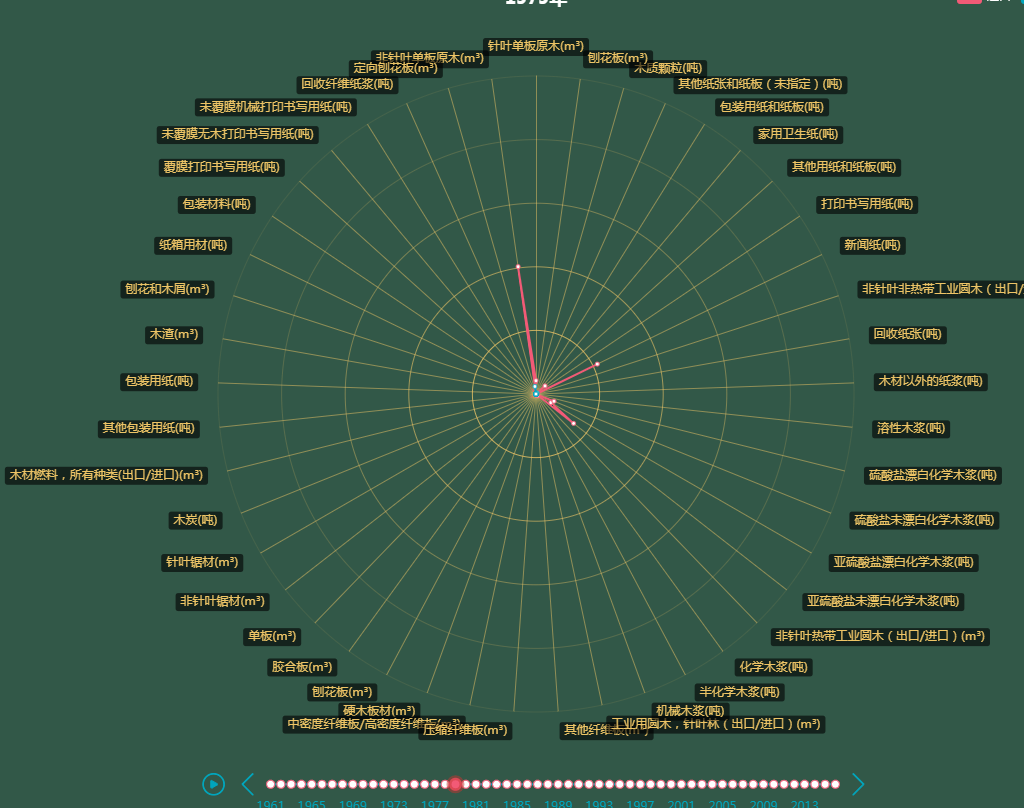 针叶单板原木(m³)
非针叶单板原木(m³)
刨花板(m³)
定向刨花板(m³)
木质颗粒(吨)
回收纤维纸浆(吨)
其他纸张和纸板（未指定）(吨)
未覆膜机械打印书写用纸(吨)
包装用纸和纸板(吨)
未覆膜无木打印书写用纸(吨)
家用卫生纸(吨)
覆膜打印书写用纸(吨)
其他用纸和纸板(吨)
包装材料(吨)
打印书写用纸(吨)
纸箱用材(吨)
新闻纸(吨)
刨花和木屑(m³)
非针叶非热带工业圆木（出口/
木渣(m³)
回收纸张(吨)
包装用纸(吨)
木材以外的纸浆(吨)
其他包装用纸(吨)
溶性木浆(吨)
木材燃料，所有种类(出口/进口)(m³)
硫酸盐漂白化学木浆(吨)
木炭(吨)
硫酸盐未漂白化学木浆(吨)
针叶锯材(m³)
亚硫酸盐漂白化学木浆(吨)
非针叶锯材(m³)
亚硫酸盐未漂白化学木浆(吨)
单板(m³)
非针叶热带工业圆木（出口/进口）(m³)
胶合板(m³)
化学木浆(吨)
刨花板(m³)
半化学木浆(吨)
硬木板材(m³)
机械木浆(吨)
中密度纤维板/高密度纤维板(m³)
工业用圆木，针叶林（出口/进口）(m³)
压缩纤维板(m³)
其他纤维板(m³)
1961 1965 1969 1973 1977 1981 1985 1989 1993 1997 2001 2005 2009 2013